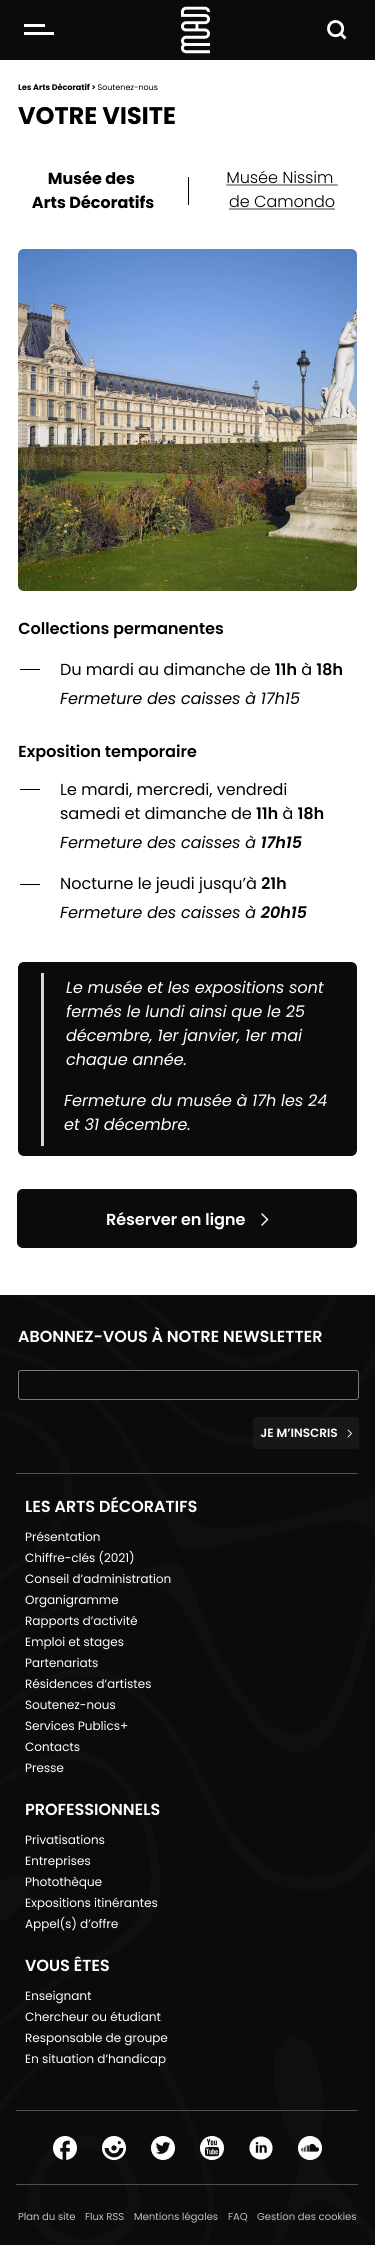 MAD
Les Arts Décoratif > Soutenez-nous
VOTRE VISITE
Musée des
Arts Décoratifs
Musée Nissim
de Camondo
Collections permanentes
Du mardi au dimanche de 11h à 18h
Fermeture des caisses à 17h15
Exposition temporaire
Le mardi, mercredi, vendredi
samedi et dimanche de 11h à 18h
Fermeture des caisses à 17h15
Nocturne le jeudi jusqu’à 21h
Fermeture des caisses à 20h15
Le musée et les expositions sont
fermés le lundi ainsi que le 25
décembre, 1er janvier, 1er mai
chaque année.
Fermeture du musée à 17h les 24
et 31 décembre.
Réserver en ligne
ABONNEZ-VOUS À NOTRE NEWSLETTER
JE M’INSCRIS
LES ARTS DÉCORATIFS
Présentation
Chiffre-clés (2021)
Conseil d’administration
Organigramme
Rapports d’activité
Emploi et stages
Partenariats
Résidences d’artistes
Soutenez-nous
Services Publics+
Contacts
Presse
PROFESSIONNELS
Privatisations
Entreprises
Photothèque
Expositions itinérantes
Appel(s) d’offre
VOUS ÊTES
Enseignant
Chercheur ou étudiant
Responsable de groupe
En situation d’handicap
You
Tube
in
Plan du site Flux RSS Mentions légales FAQ Gestion des cookies